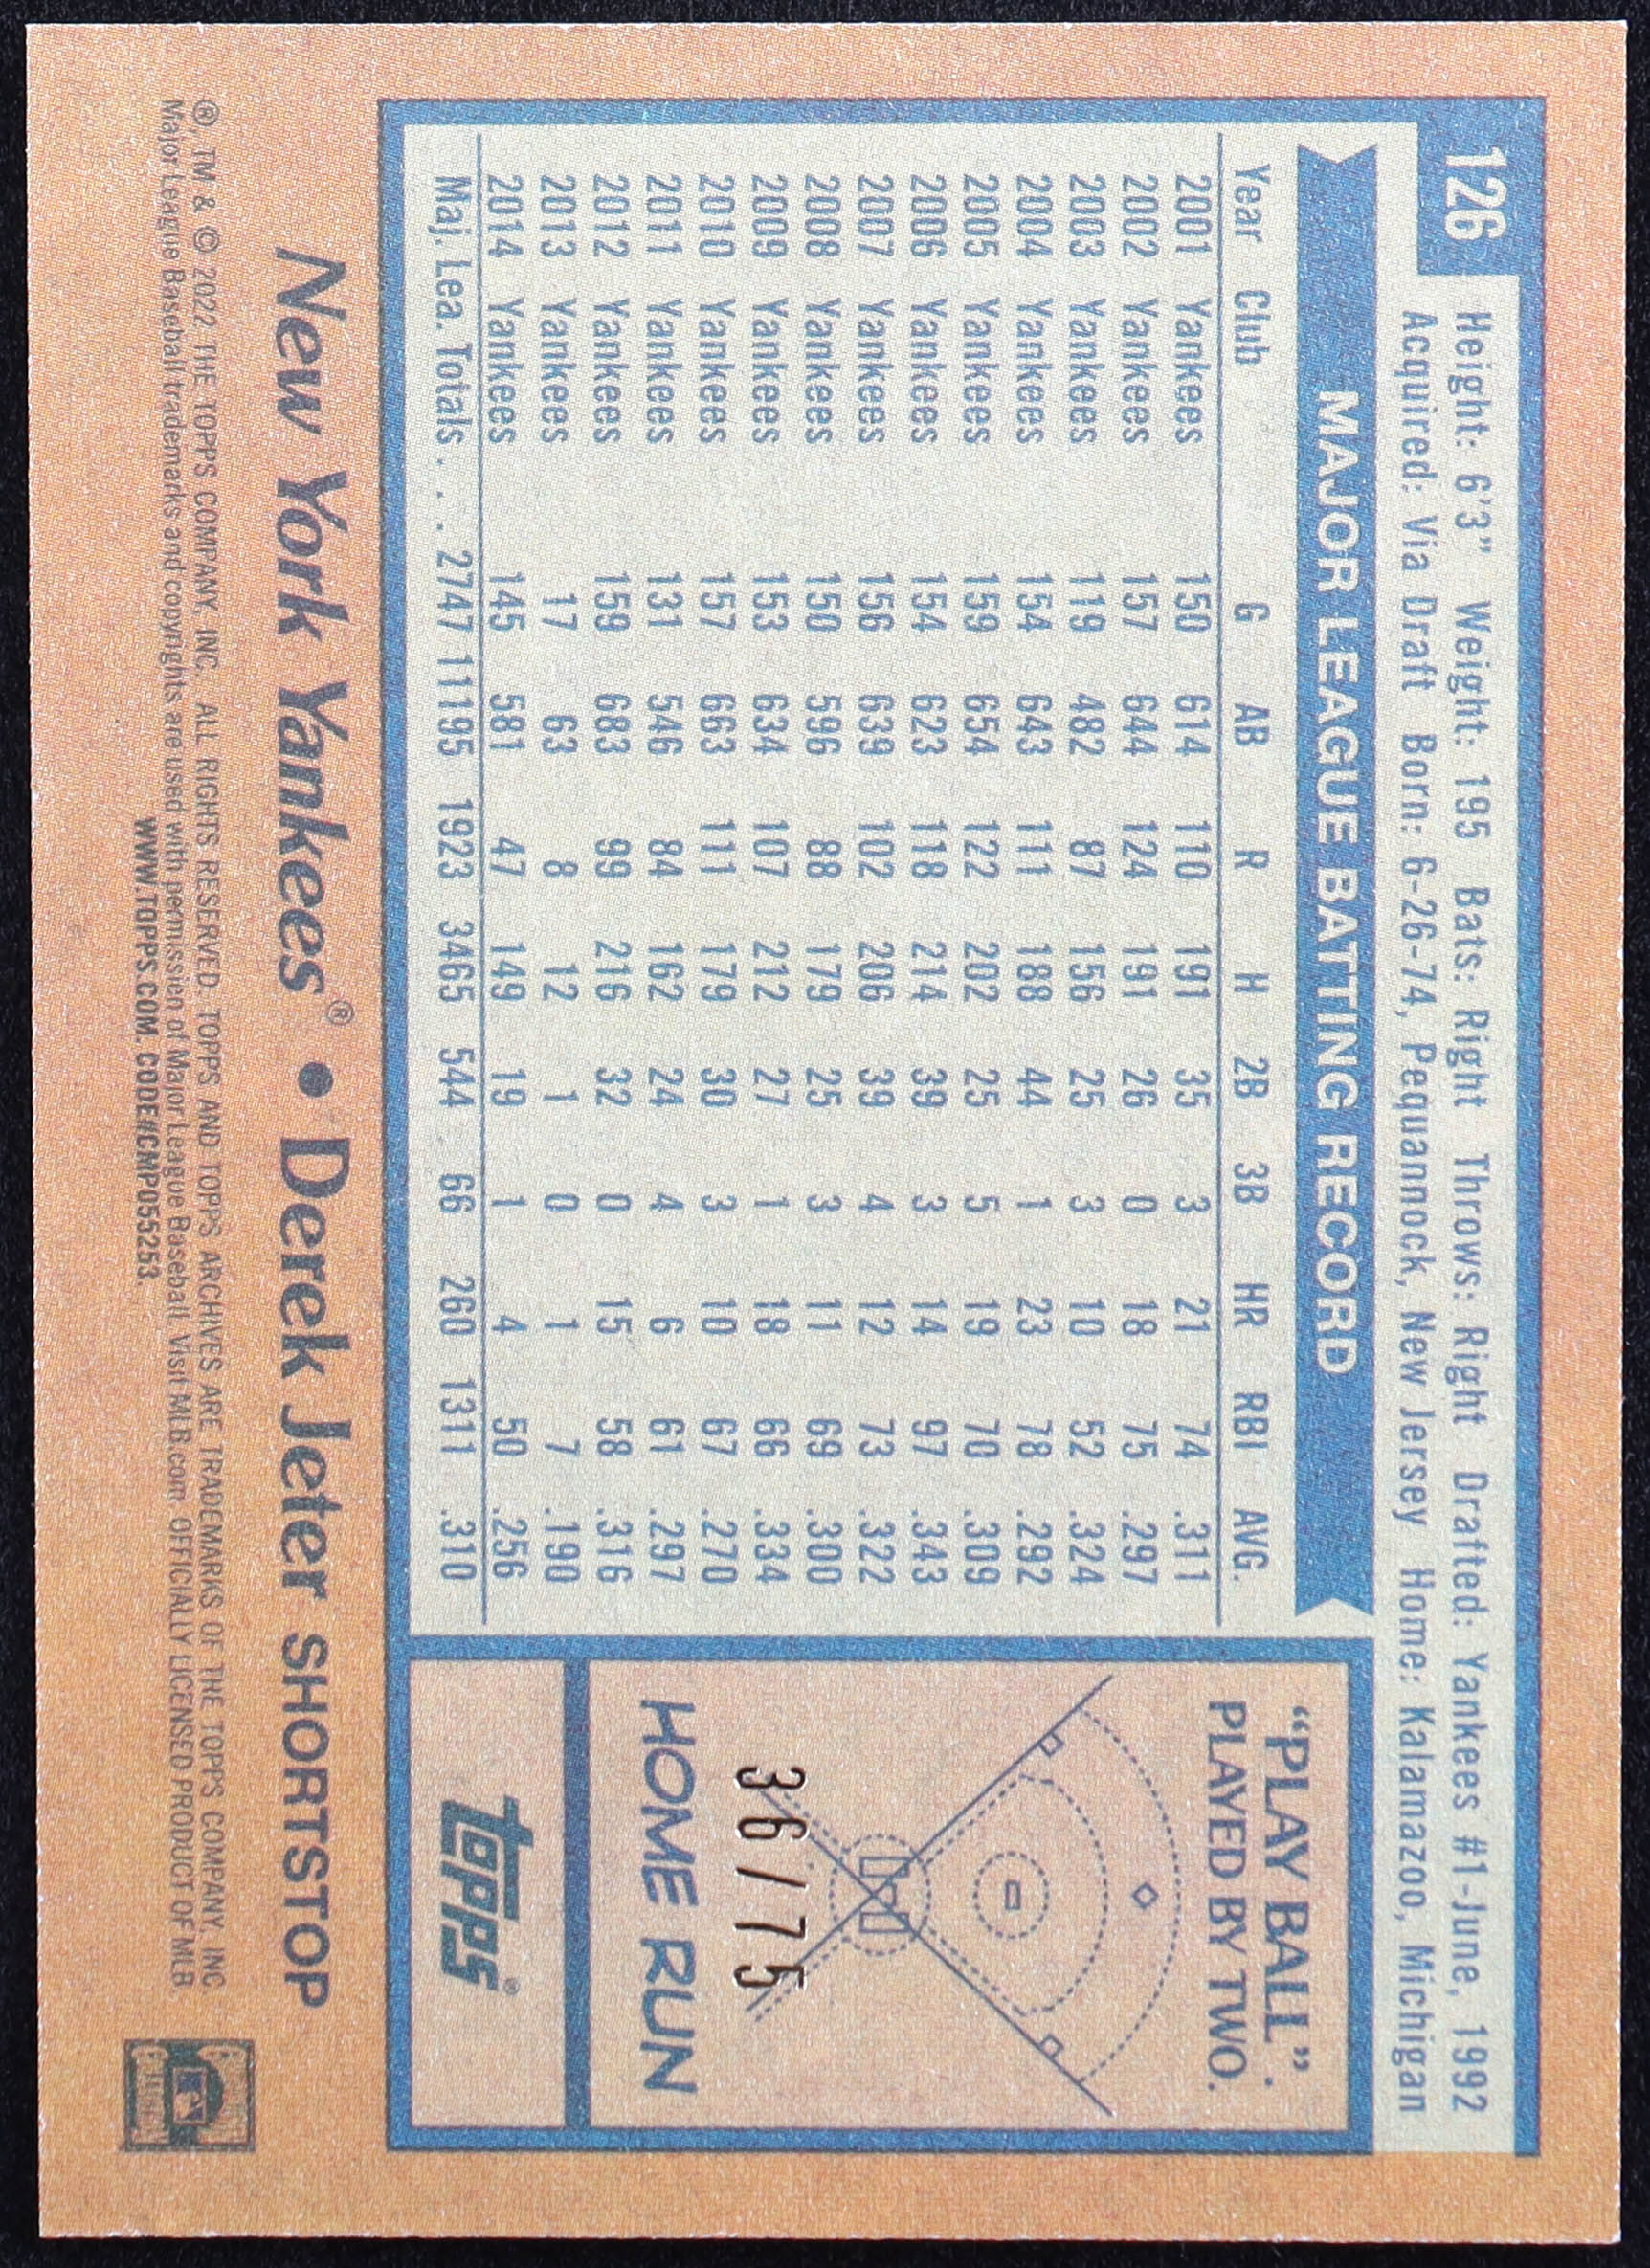 126
Height: 6'3" Weight: 195 Bats: Right Throws: Right Drafted: Yankees #1-June, 1992
Acquired: Via Draft Born: 6-26-74, Pequannock, New Jersey Home: Kalamazoo, Michigan
MAJOR LEAGUE BATTING RECORD
Year Club G AB R H 2B 3B HR RBI AVG.
2001 Yankees 150 614 110 191 35 3 21 74 .311
2002 Yankees 157 644 124 191 26 0 18 75 .297
2003 Yankees 119 482 87 156 25 3 10 52 .324
2004 Yankees 154 643 111 188 44 1 23 78 .292
2005 Yankees 159 654 122 202 25 5 19 70 .309
2006 Yankees 154 623 118 214 39 3 14 97 .343
2007 Yankees 156 639 102 206 39 4 12 73 .322
2008 Yankees 150 596 88 179 25 3 11 69 .300
2009 Yankees 153 634 107 212 27 1 18 66 .334
2010 Yankees 157 663 111 179 30 3 10 67 .270
2011 Yankees 131 546 84 162 24 4 6 61 .297
2012 Yankees 159 683 99 216 32 0 15 58 .316
2013 Yankees 17 63 8 12 1 0 1 7 .190
2014 Yankees 145 581 47 149 19 1 4 50 .256
Maj. Lea. Totals . . . 2747 11195 1923 3465 544 66 260 1311 .310
"PLAY BALL".
PLAYED BY TWO.
36/75
HOME RUN
topps®
New York Yankees® • Derek Jeter SHORTSTOP
®, TM & © 2022 THE TOPPS COMPANY, INC. ALL RIGHTS RESERVED. TOPPS AND TOPPS ARCHIVES ARE TRADEMARKS OF THE TOPPS COMPANY, INC.
Major League Baseball trademarks and copyrights are used with permission of Major League Baseball. Visit MLB.com. OFFICIALLY LICENSED PRODUCT OF MLB.
WWW.TOPPS.COM. CODE#CMP055253.